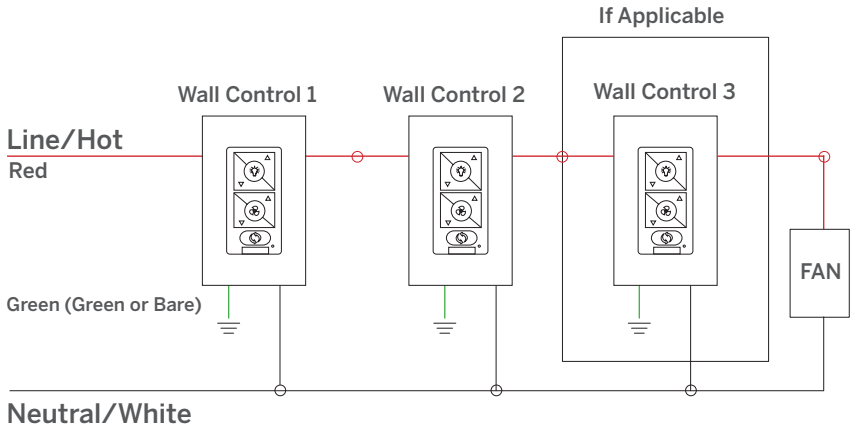 If Applicable
Wall Control 1
Wall Control 2
Wall Control 3
Line/Hot
Red
FAN
Green (Green or Bare)
Neutral/White